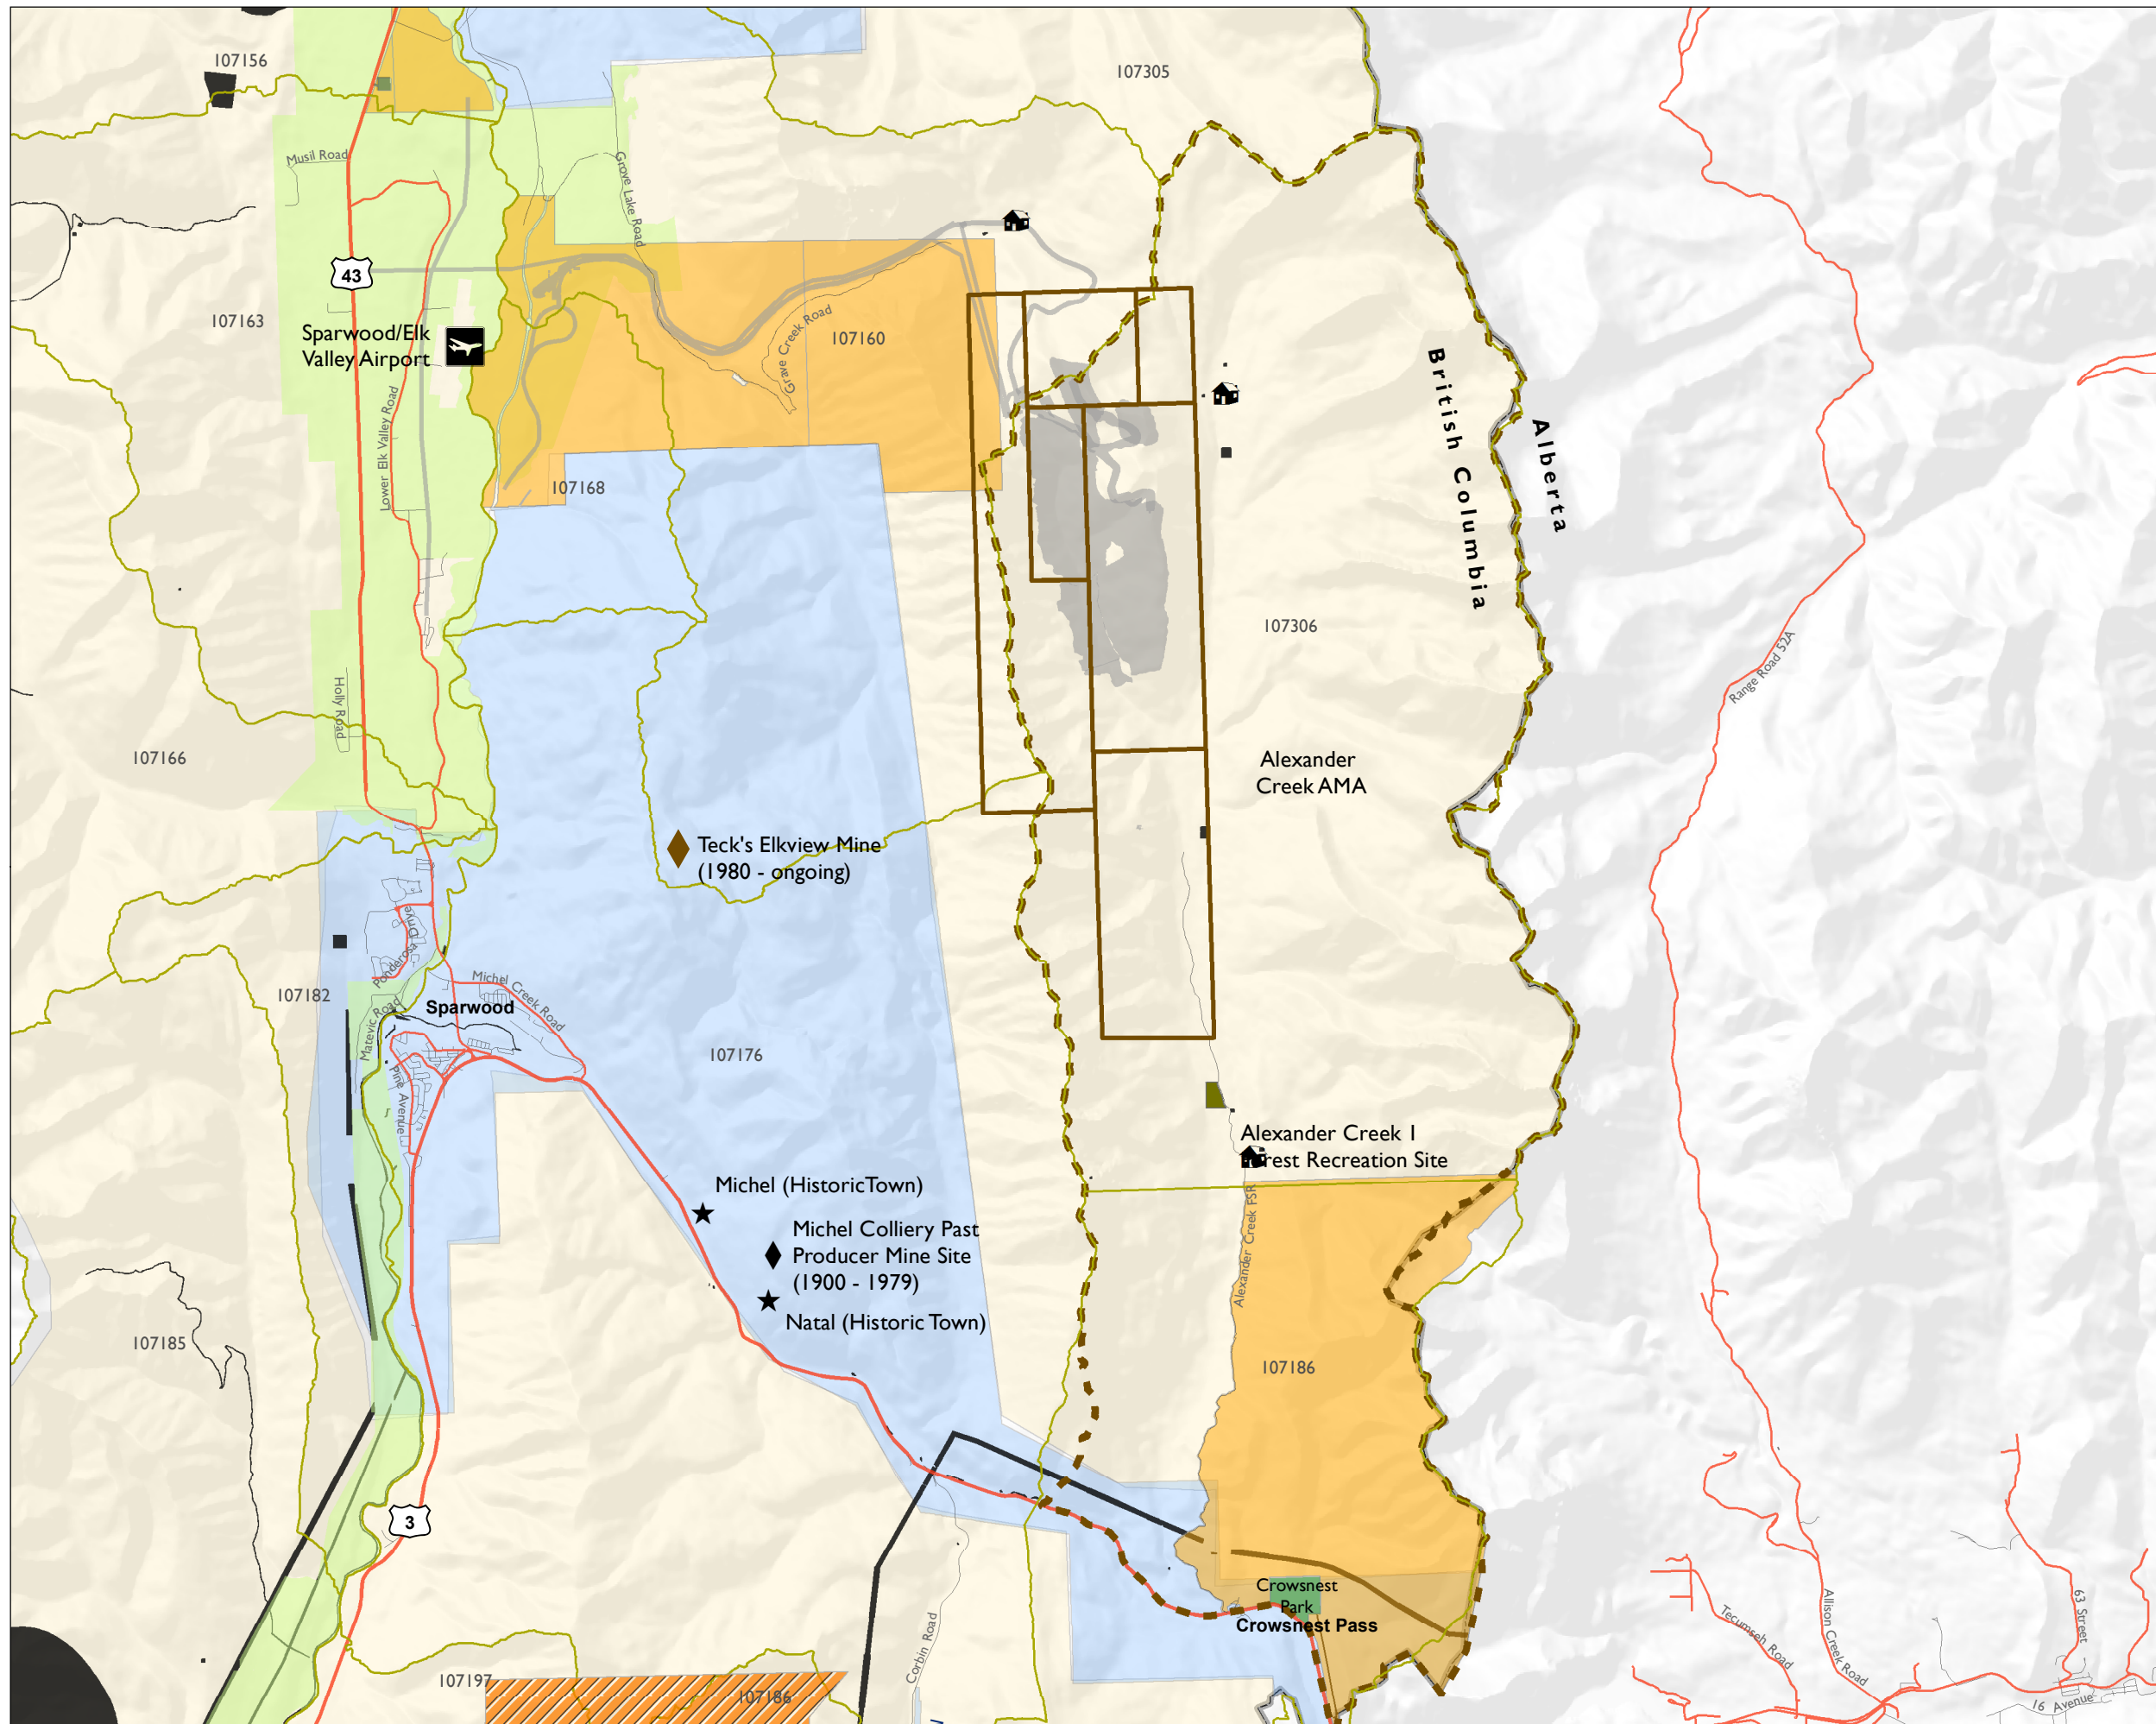 107156
107305
Musil Road
Grove Lake Road
43
107163
Sparwood/Elk
Valley Airport
Grave Creek Road
107160
British Columbia
Alberta
Lower Elk Valley Road
107168
107306
Range Road 52A
Holly Road
107166
Alexander
Creek AMA
Teck's Elkview Mine
(1980 - ongoing)
Drive
Michel Creek Road
107182
Sparwood
Matevic Road
107176
Pine Avenue
Alexander Creek 1
Recreation Site
Michel (HistoricTown)
Alexander Creek FSR
Michel Colliery Past
Producer Mine Site
(1900 - 1979)
Natal (Historic Town)
107185
107186
3
Crowsnest
Park
Crowsnest Pass
Corbin Road
Tecumseh Road
Allison Creek Road
63 Street
107197
107186
16 Avenue